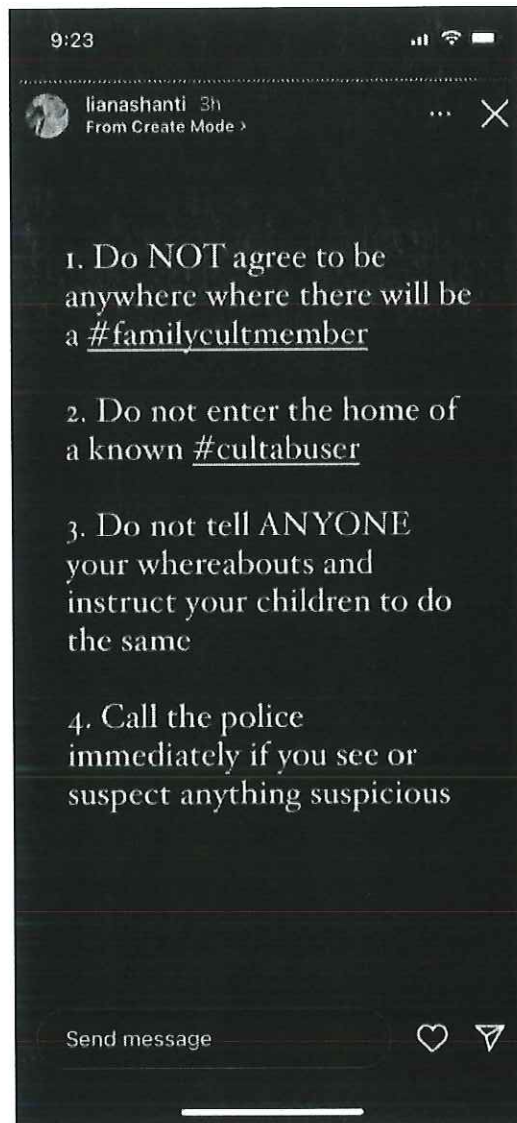 9:23
lianashanti 3h
From Create Mode >
1. Do NOT agree to be
anywhere where there will be
a #familycultmember
2. Do not enter the home of
a known #cultabuser
3. Do not tell ANYONE
your whereabouts and
instruct your children to do
the same
4. Call the police
immediately if you see or
suspect anything suspicious
Send message